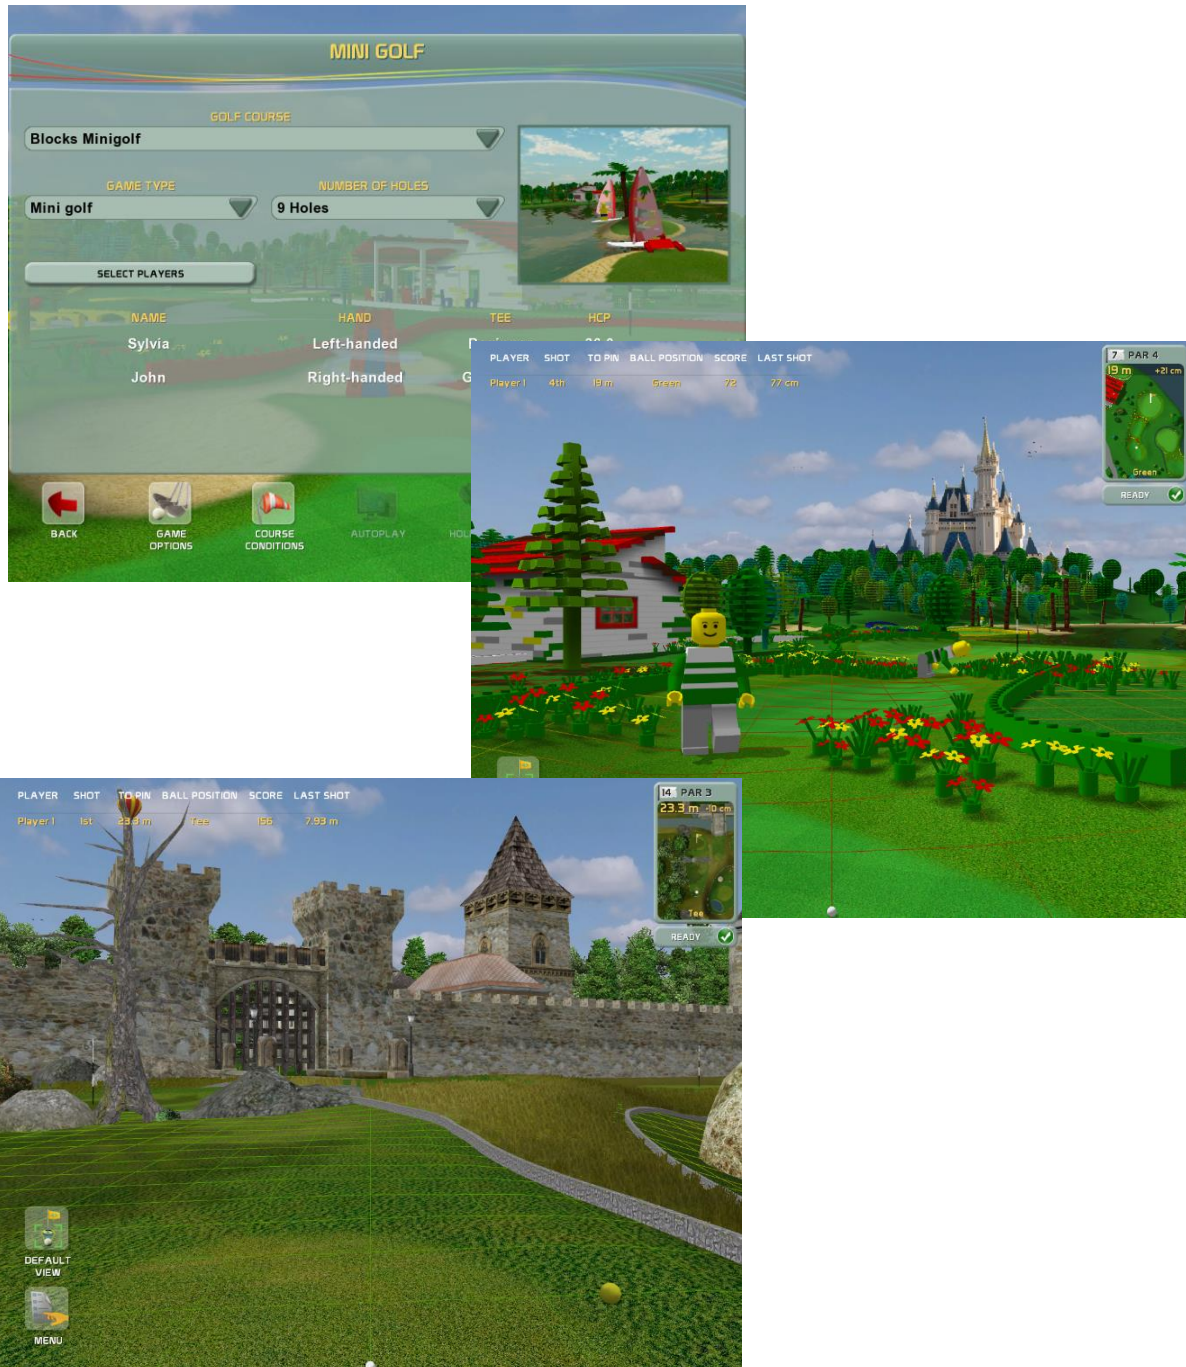 MINI GOLF
GOLF COURSE
Blocks Minigolf
GAME TYPE NUMBER OF HOLES
Mini golf 9 Holes
SELECT PLAYERS
NAME HAND TEE HCP
Sylvia Left-handed
John Right-handed
BACK GAME OPTIONS COURSE CONDITIONS AUTOPLAY
PLAYER SHOT TO PIN BALL POSITION SCORE LAST SHOT
Player 1 4th 19 m Green 72 77 cm
7 PAR 4
19 m +21 cm
Green
READY
PLAYER SHOT TO PIN BALL POSITION SCORE LAST SHOT
Player 1 1st 23.3 m Tee 156 7.93 m
14 PAR 3
23.3 m +10 cm
Tee
READY
DEFAULT
VIEW
MENU